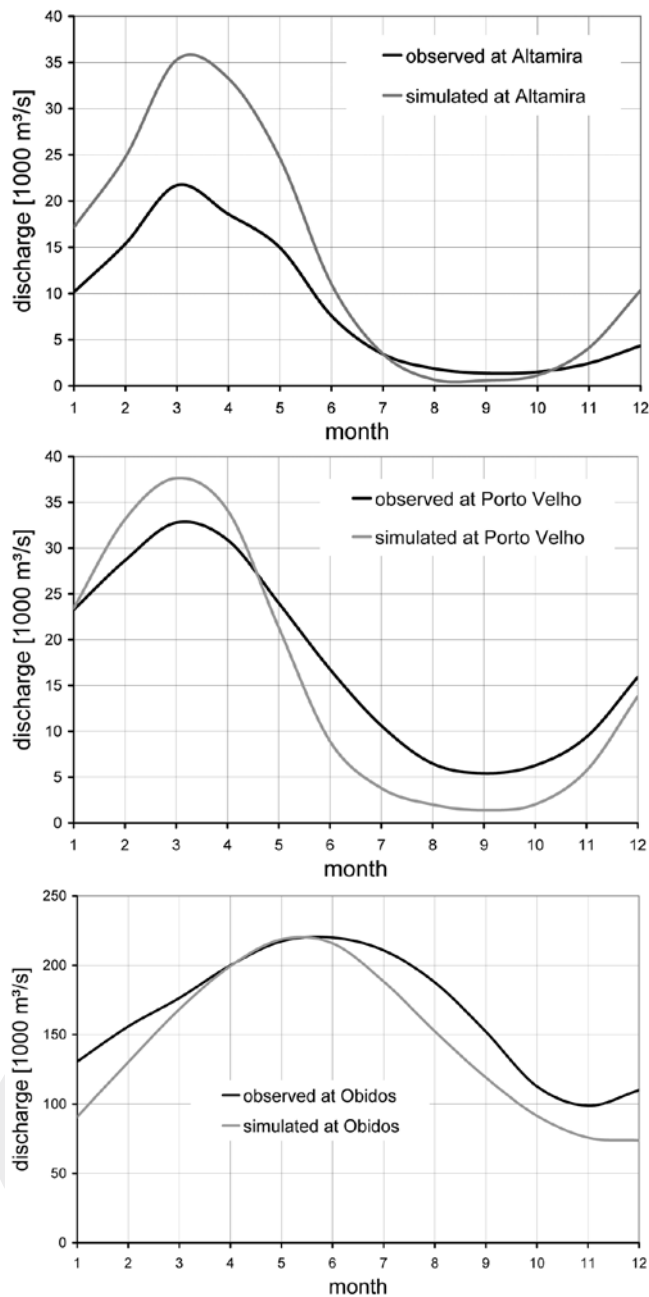 40
35
30
25
20
15
10
5
0
discharge [1000 m³/s]
observed at Altamira
simulated at Altamira
1 2 3 4 5 6 7 8 9 10 11 12
month
40
35
30
25
20
15
10
5
0
discharge [1000 m³/s]
observed at Porto Velho
simulated at Porto Velho
1 2 3 4 5 6 7 8 9 10 11 12
month
250
200
150
100
50
0
discharge [1000 m³/s]
observed at Obidos
simulated at Obidos
1 2 3 4 5 6 7 8 9 10 11 12
month